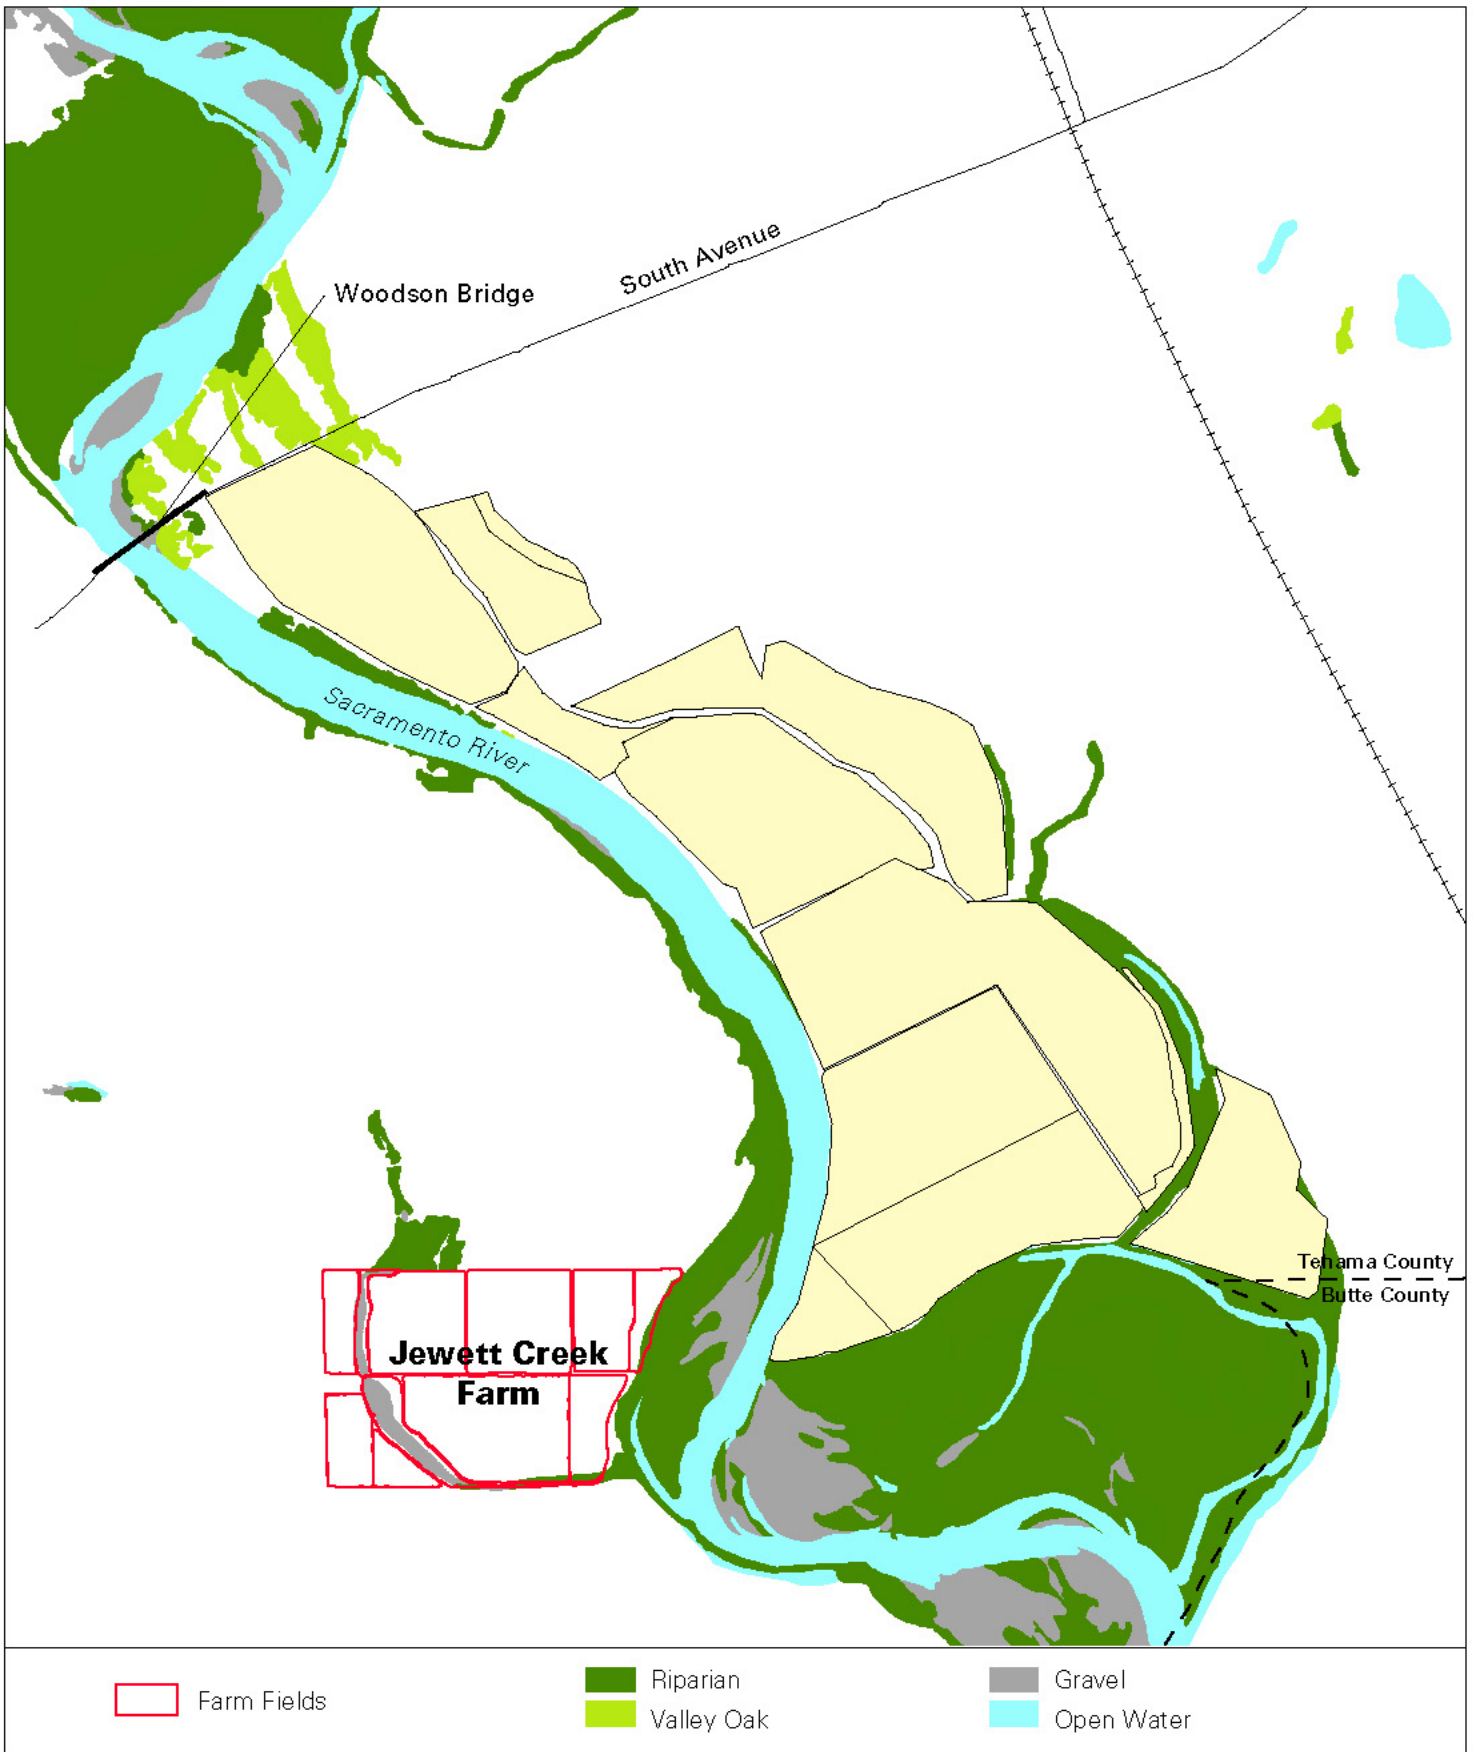 South Avenue
Woodson Bridge
Sacramento River
Tehama County
Butte County
Jewett Creek
Farm
Farm Fields
Riparian
Valley Oak
Gravel
Open Water